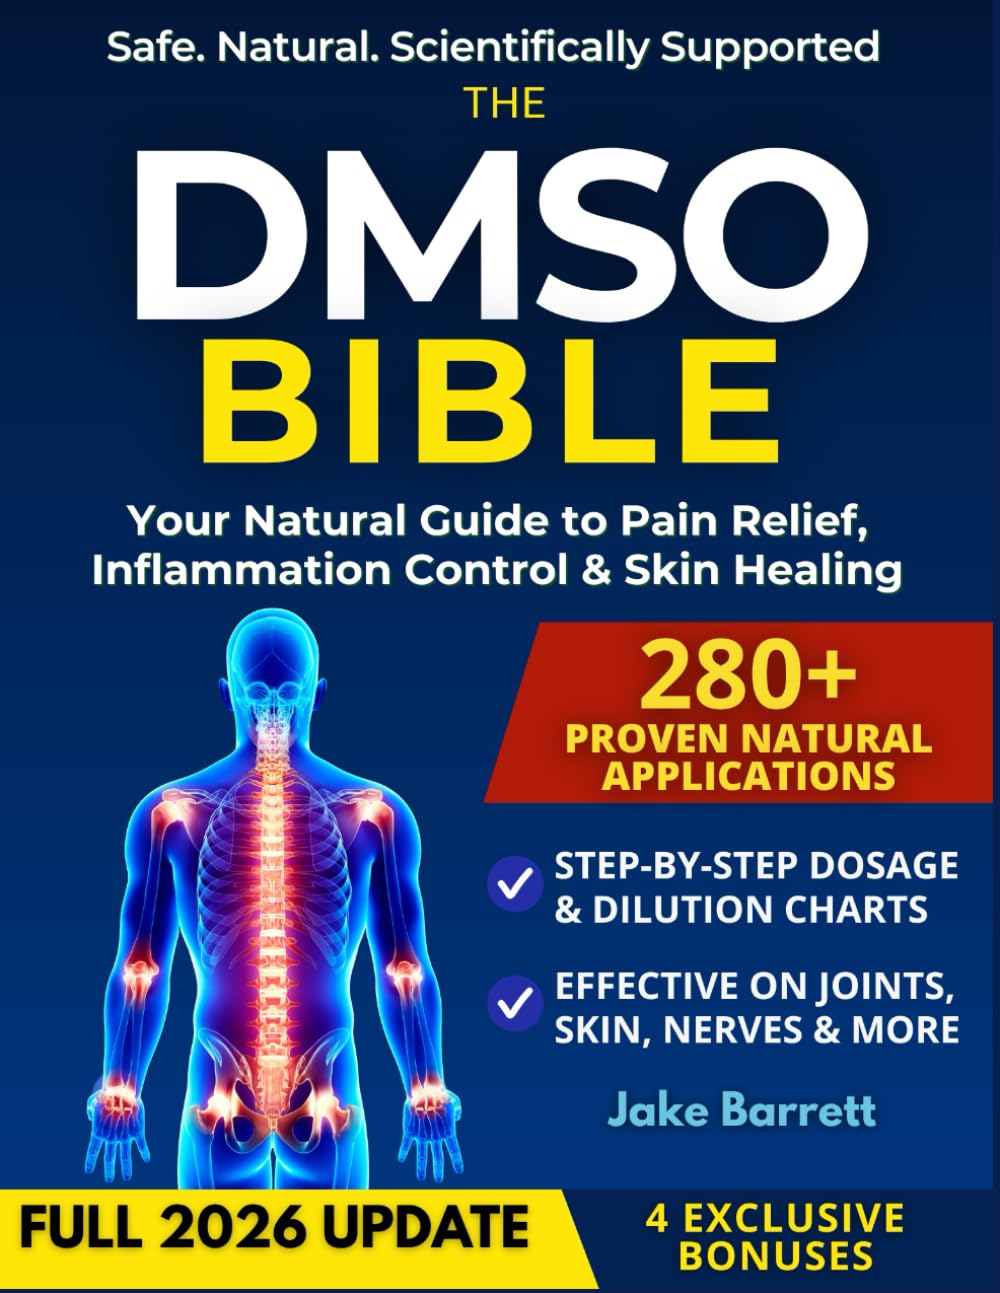 Safe. Natural. Scientifically Supported
THE
DMSO
BIBLE
Your Natural Guide to Pain Relief,
Inflammation Control & Skin Healing
280+
PROVEN NATURAL
APPLICATIONS
STEP-BY-STEP DOSAGE
& DILUTION CHARTS
EFFECTIVE ON JOINTS,
SKIN, NERVES & MORE
Jake Barrett
FULL 2026 UPDATE
4 EXCLUSIVE
BONUSES